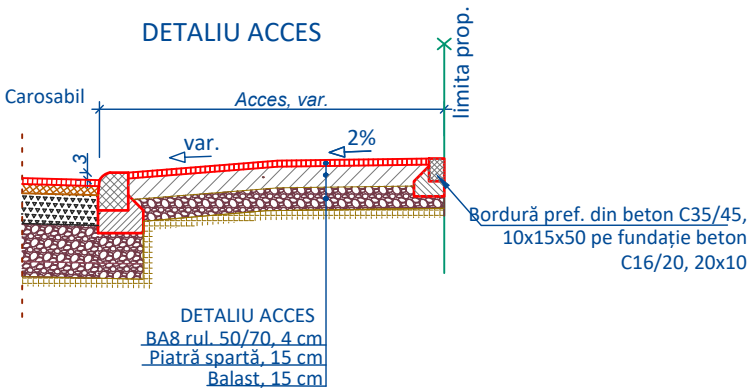 DETALIU ACCES
limita prop.
Carosabil
Acces, var.
3
var.
2%
Bordură pref. din beton C35/45,
10x15x50 pe fundație beton
C16/20, 20x10
DETALIU ACCES
BA8 rul. 50/70, 4 cm
Piatră spartă, 15 cm
Balast, 15 cm